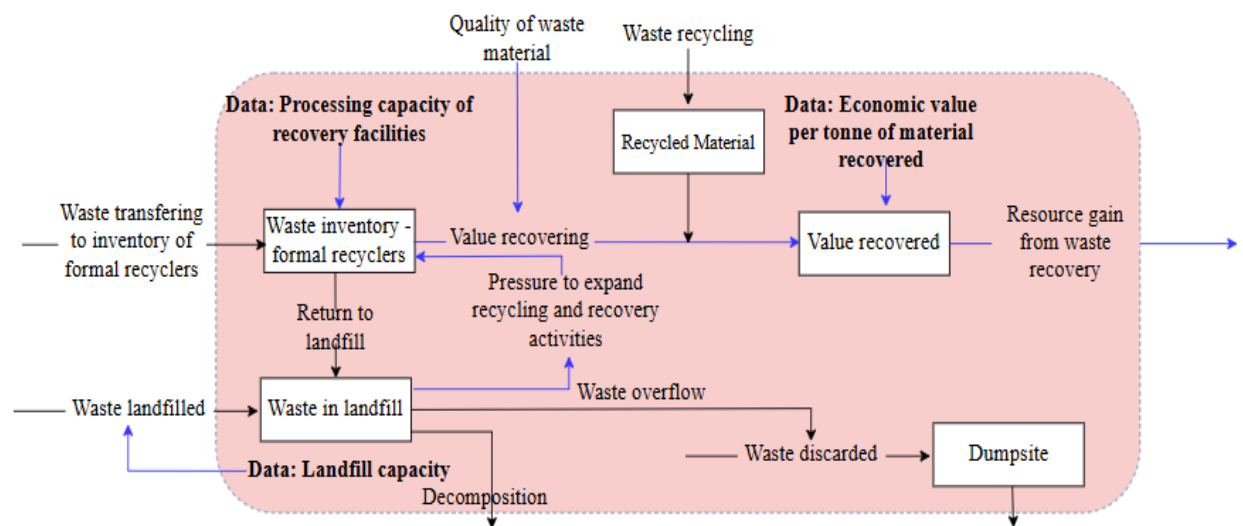 Quality of waste
material
Waste recycling
Data: Processing capacity of
recovery facilities
Data: Economic value
per tonne of material
recovered
Recycled Material
Waste transfering
to inventory of
formal recyclers
Waste inventory -
formal recyclers
Value recovering
Value recovered
Resource gain
from waste
recovery
Pressure to expand
recycling and recovery
activities
Return to
landfill
Waste landfilled
Waste in landfill
Waste overflow
Waste discarded
Dumpsite
Data: Landfill capacity
Decomposition